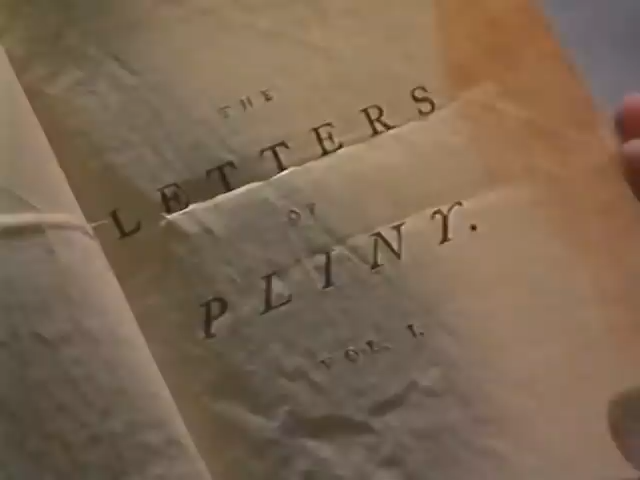 THE
LETTERS
OF
PLINY.
VOL. I.